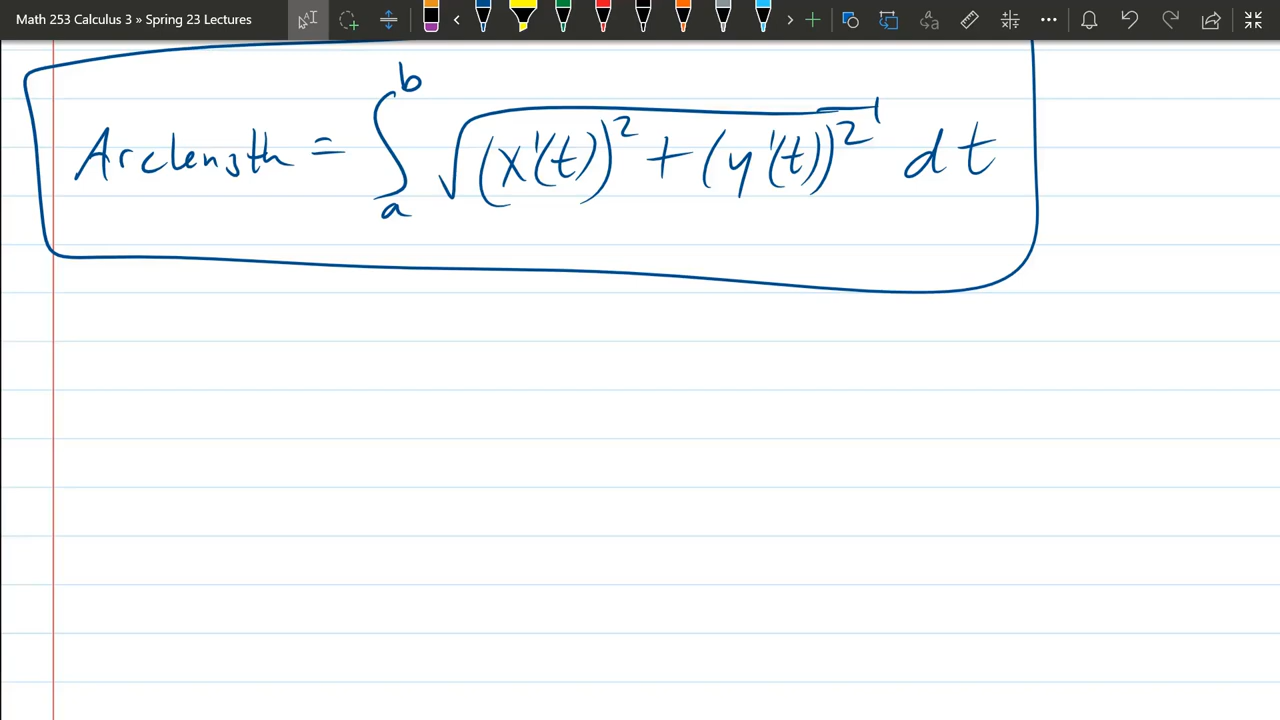 Math 253 Calculus 3 » Spring 23 Lectures
Arclength = ∫_a^b √((x'(t))² + (y'(t))²) dt